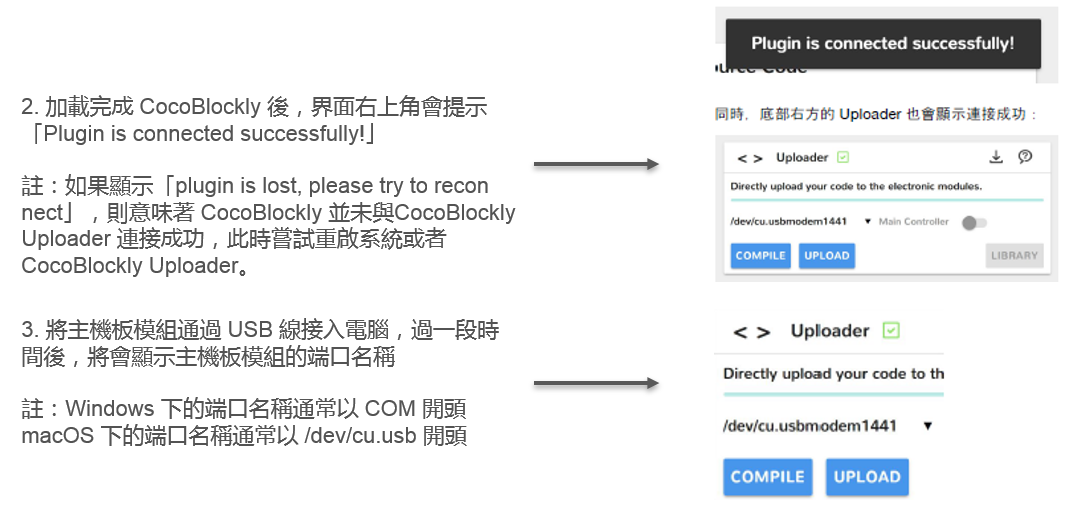 2. 加載完成 CocoBlockly 後，界面右上角會提示
「Plugin is connected successfully!」
註：如果顯示「plugin is lost, please try to recon
nect」，則意味著 CocoBlockly 並未與CocoBlockly
Uploader 連接成功，此時嘗試重啟系統或者
CocoBlockly Uploader。
Plugin is connected successfully!
同時，底部右方的 Uploader 也會顯示連接成功：
< > Uploader
Directly upload your code to the electronic modules.
/dev/cu.usbmodem1441 ▼ Main Controller
COMPILE UPLOAD LIBRARY
3. 將主機板模組通過 USB 線接入電腦，過一段時
間後，將會顯示主機板模組的端口名稱
註：Windows 下的端口名稱通常以 COM 開頭
macOS 下的端口名稱通常以 /dev/cu.usb 開頭
< > Uploader
Directly upload your code to th
/dev/cu.usbmodem1441 ▼
COMPILE UPLOAD